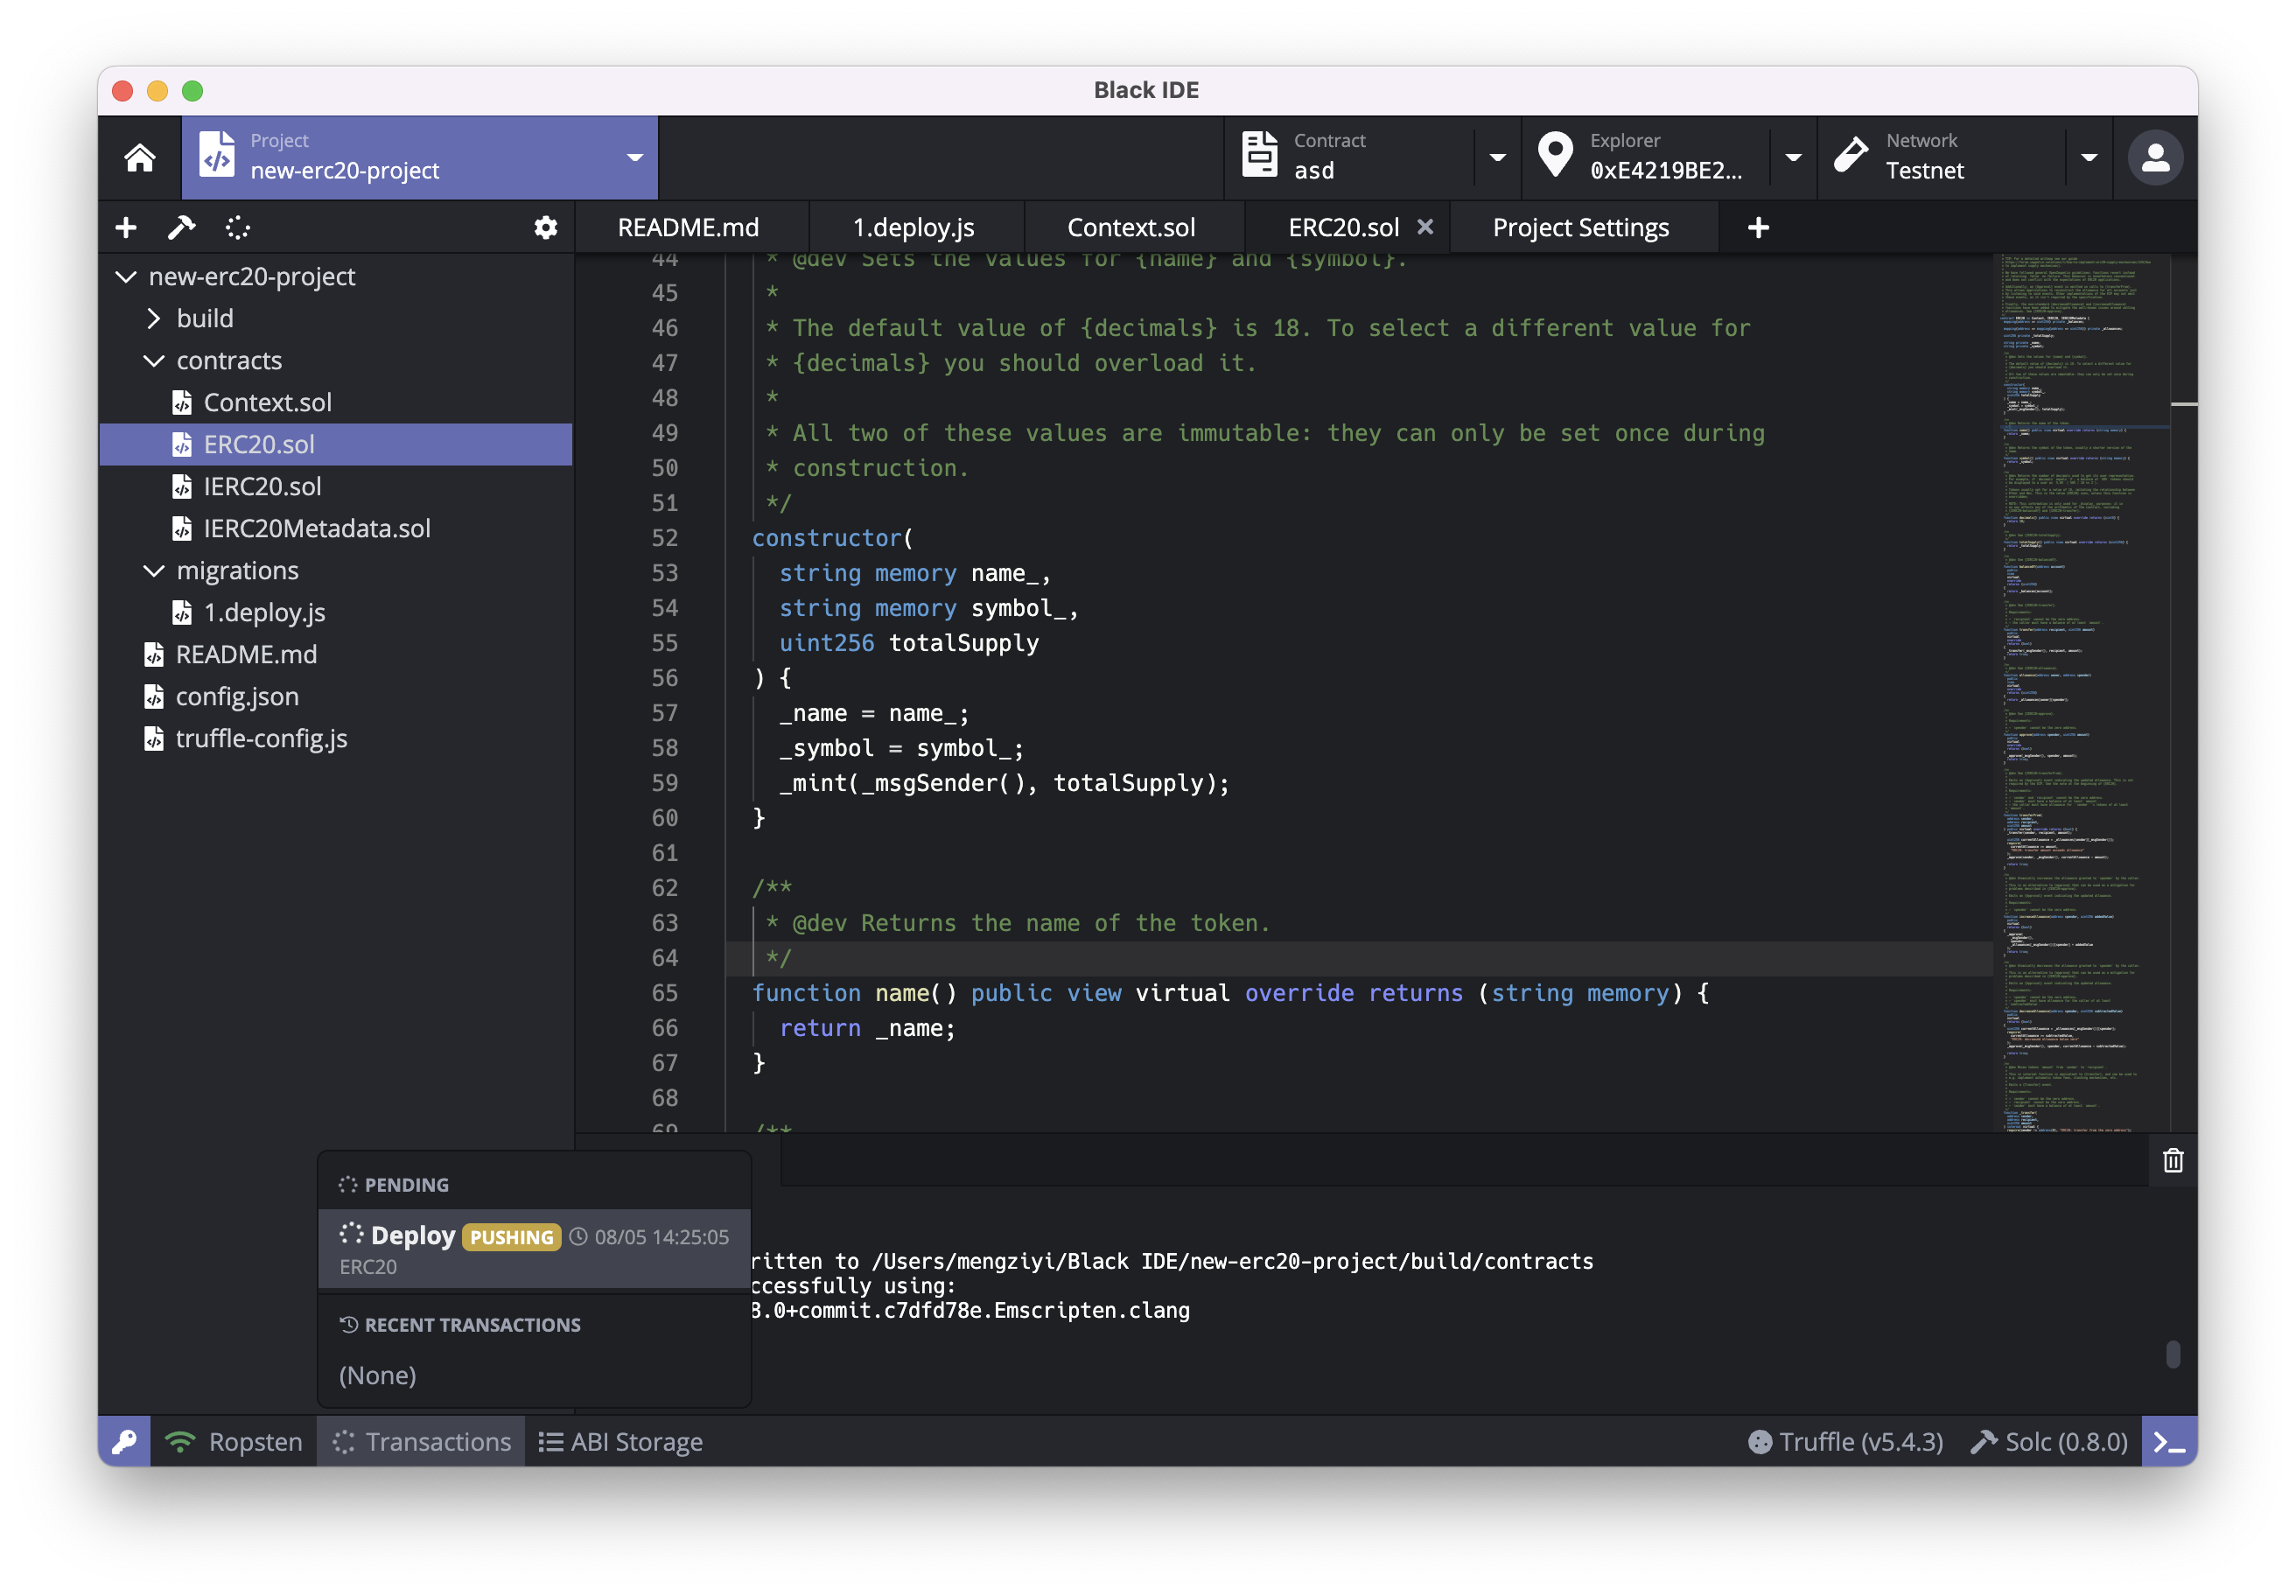 Black IDE
Project
new-erc20-project
Contract
asd
Explorer
0xE4219BE2...
Network
Testnet
README.md
1.deploy.js
Context.sol
ERC20.sol
Project Settings
new-erc20-project
build
contracts
Context.sol
ERC20.sol
IERC20.sol
IERC20Metadata.sol
migrations
1.deploy.js
README.md
config.json
truffle-config.js
44 * @dev Sets the values for {name} and {symbol}.
45 *
46 * The default value of {decimals} is 18. To select a different value for
47 * {decimals} you should overload it.
48 *
49 * All two of these values are immutable: they can only be set once during
50 * construction.
51 */
52 constructor(
53 string memory name_,
54 string memory symbol_,
55 uint256 totalSupply
56 ) {
57 _name = name_;
58 _symbol = symbol_;
59 _mint(_msgSender(), totalSupply);
60 }
61
62 /**
63 * @dev Returns the name of the token.
64 */
65 function name() public view virtual override returns (string memory) {
66 return _name;
67 }
68
69 /**
PENDING
Deploy PUSHING 08/05 14:25:05
ERC20
RECENT TRANSACTIONS
(None)
ritten to /Users/mengziyi/Black IDE/new-erc20-project/build/contracts
ccessfully using:
8.0+commit.c7dfd78e.Emscripten.clang
Ropsten
Transactions
ABI Storage
Truffle (v5.4.3)
Solc (0.8.0)